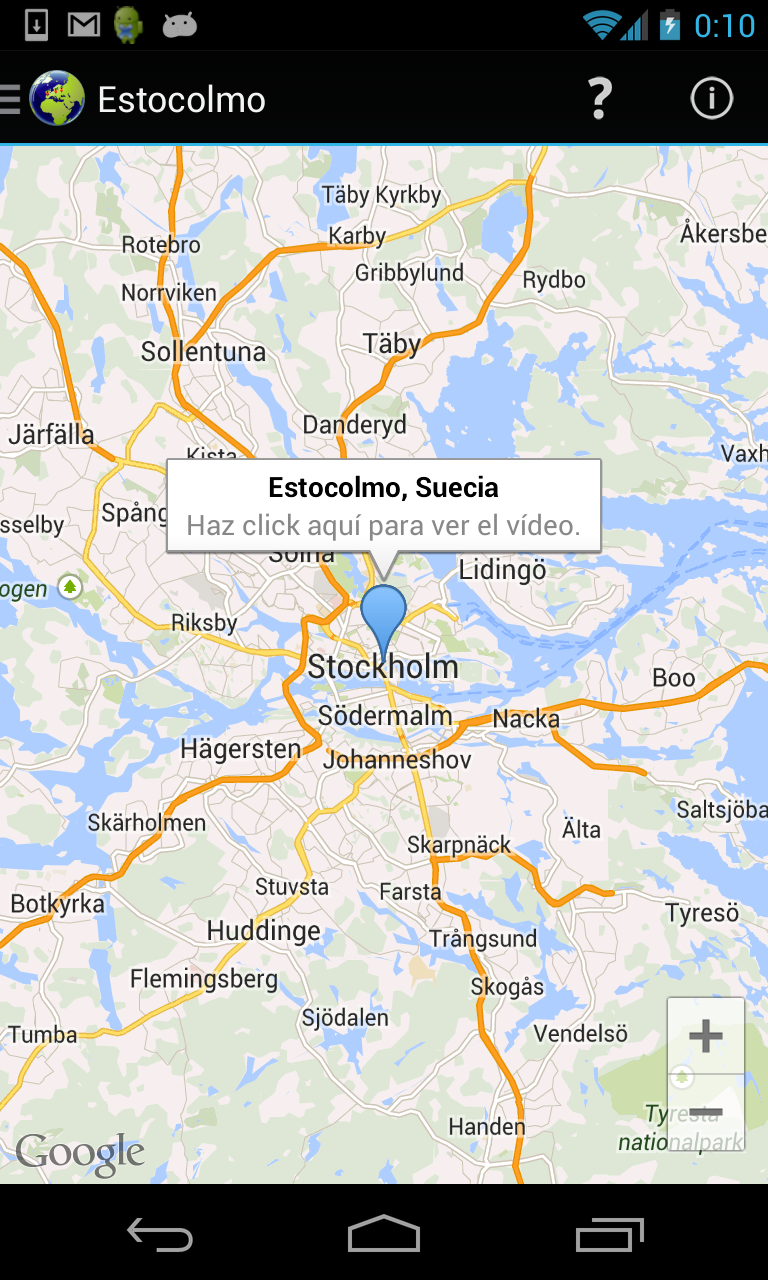 0:10
Estocolmo
Täby Kyrkby
Åkersbe
Karby
Rotebro
Gribbylund
Rydbo
Norrviken
Täby
Sollentuna
Danderyd
Järfälla
Vaxh
Kista
Estocolmo, Suecia
Haz click aquí para ver el vídeo.
Spång
sselby
Solna
Lidingö
ogen
Riksby
Stockholm
Boo
Södermalm
Nacka
Hägersten
Johanneshov
Saltsjöba
Skärholmen
Älta
Skarpnäck
Stuvsta
Farsta
Botkyrka
Tyresö
Huddinge
Trångsund
Flemingsberg
Skogås
Sjödalen
Vendelsö
Tumba
Tyresta
nationalpark
Handen
Google